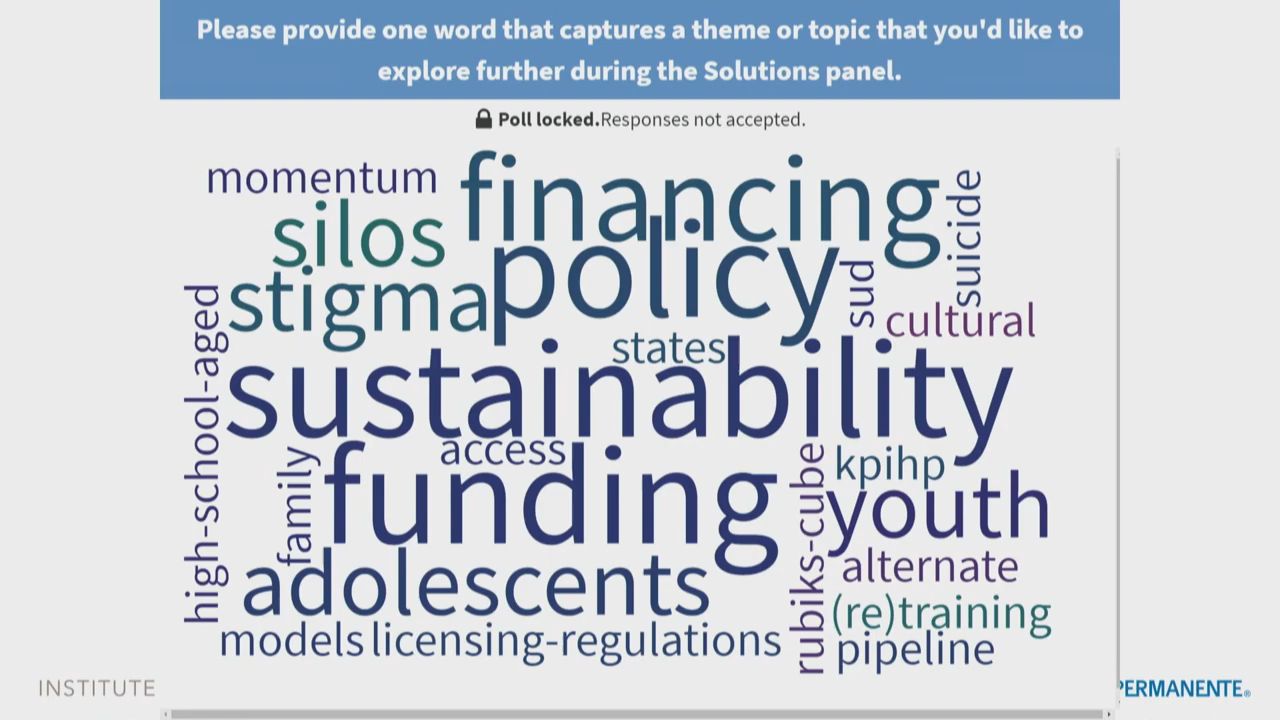 Please provide one word that captures a theme or topic that you'd like to
explore further during the Solutions panel.
Poll locked.Responses not accepted.
momentum
financing
suicide
silos
policy
stigma
sud
cultural
states
high-school-aged
sustainability
access
family
funding
rubiks-cube
kpihp
youth
adolescents
alternate
(re)training
models
licensing-regulations
pipeline
INSTITUTE
PERMANENTE®